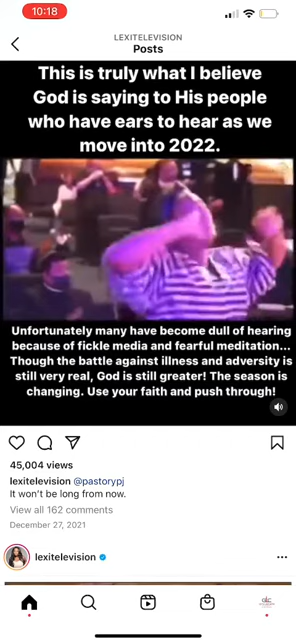 10:18
LEXITELEVISION
Posts
This is truly what I believe
God is saying to His people
who have ears to hear as we
move into 2022.
Unfortunately many have become dull of hearing
because of fickle media and fearful meditation...
Though the battle against illness and adversity is
still very real, God is still greater! The season is
changing. Use your faith and push through!
45,004 views
lexitelevision @pastorypj
It won't be long from now.
View all 162 comments
December 27, 2021
lexitelevision